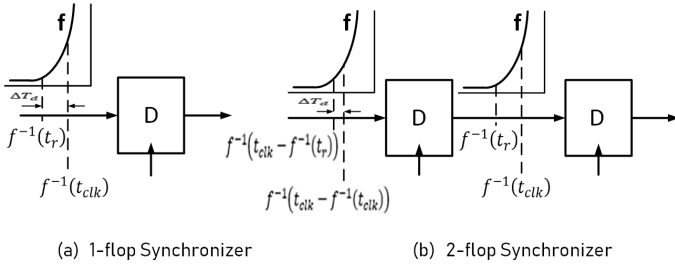 f
ΔT_d
D
f⁻¹(t_r)
f⁻¹(t_clk)
(a) 1-flop Synchronizer
f
f
ΔT_d
D
D
f⁻¹(t_clk − f⁻¹(t_r))
f⁻¹(t_r)
f⁻¹(t_clk − f⁻¹(t_clk))
f⁻¹(t_clk)
(b) 2-flop Synchronizer